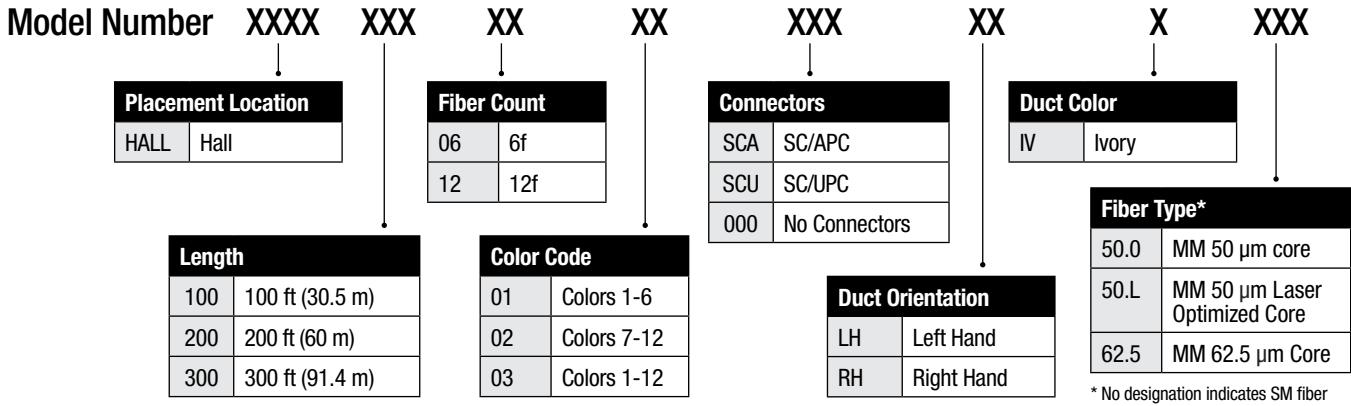 Model Number XXXX XXX XX XX XXX XX X XXX
Placement Location
HALL Hall
Length
100 100 ft (30.5 m)
200 200 ft (60 m)
300 300 ft (91.4 m)
Fiber Count
06 6f
12 12f
Color Code
01 Colors 1-6
02 Colors 7-12
03 Colors 1-12
Connectors
SCA SC/APC
SCU SC/UPC
000 No Connectors
Duct Orientation
LH Left Hand
RH Right Hand
Duct Color
IV Ivory
Fiber Type*
50.0 MM 50 µm core
50.L MM 50 µm Laser
Optimized Core
62.5 MM 62.5 µm Core
* No designation indicates SM fiber